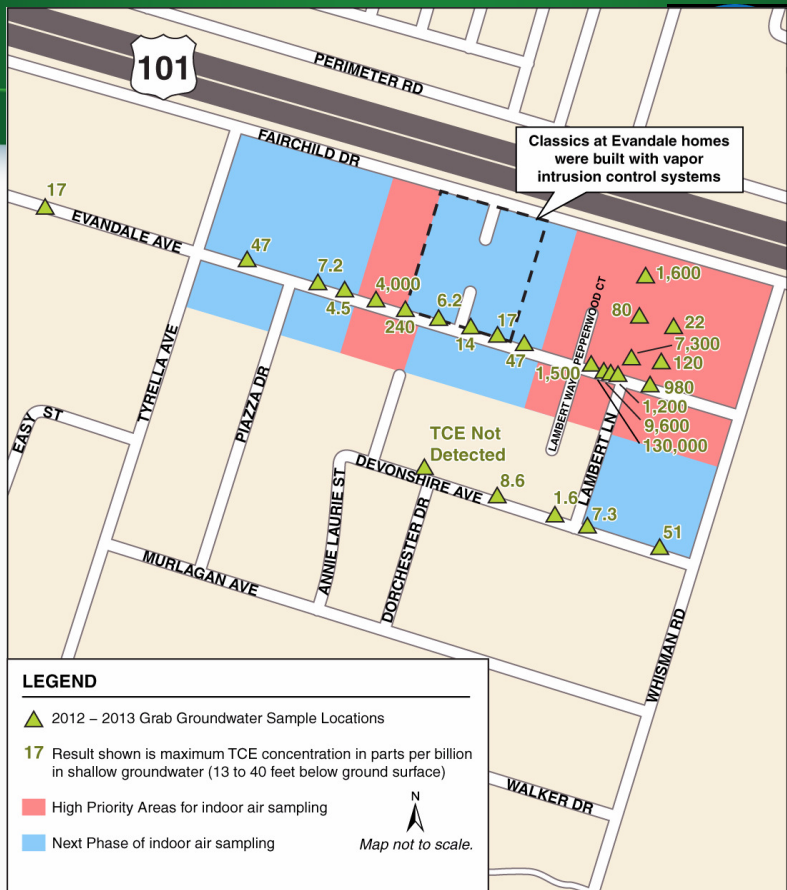 101
PERIMETER RD
FAIRCHILD DR
Classics at Evandale homes
were built with vapor
intrusion control systems
17
EVANDALE AVE
47
7.2
4.5
4,000
240
6.2
14
17
47
1,600
80
22
7,300
120
980
1,500
1,200
9,600
130,000
PEPPERWOOD CT
LAMBERT WAY
LAMBERT LN
TYRELLA AVE
PIAZZA DR
EASY ST
TCE Not
Detected
DEVONSHIRE AVE
8.6
1.6
7.3
51
ANNIE LAURIE ST
DORCHESTER DR
MURLAGAN AVE
WHISMAN RD
WALKER DR
LEGEND
2012 – 2013 Grab Groundwater Sample Locations
17 Result shown is maximum TCE concentration in parts per billion
in shallow groundwater (13 to 40 feet below ground surface)
High Priority Areas for indoor air sampling
Next Phase of indoor air sampling
N
Map not to scale.